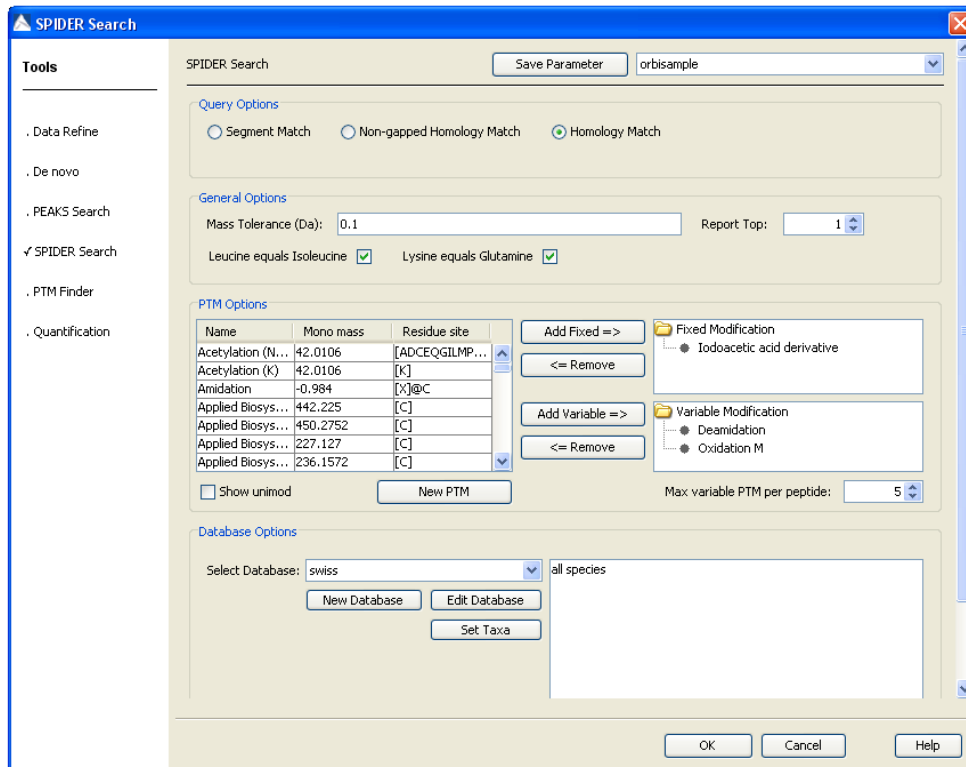 SPIDER Search
Tools
. Data Refine
. De novo
. PEAKS Search
✓ SPIDER Search
. PTM Finder
. Quantification
SPIDER Search
Save Parameter
orbisample
Query Options
Segment Match
Non-gapped Homology Match
Homology Match
General Options
Mass Tolerance (Da): 0.1
Report Top: 1
Leucine equals Isoleucine
Lysine equals Glutamine
PTM Options
Name Mono mass Residue site
Acetylation (N... 42.0106 [ADCEQGILMP...
Acetylation (K) 42.0106 [K]
Amidation -0.984 [X]@C
Applied Biosys... 442.225 [C]
Applied Biosys... 450.2752 [C]
Applied Biosys... 227.127 [C]
Applied Biosys... 236.1572 [C]
Add Fixed =>
<= Remove
Fixed Modification
Iodoacetic acid derivative
Add Variable =>
<= Remove
Variable Modification
Deamidation
Oxidation M
Show unimod
New PTM
Max variable PTM per peptide: 5
Database Options
Select Database: swiss
all species
New Database
Edit Database
Set Taxa
OK
Cancel
Help